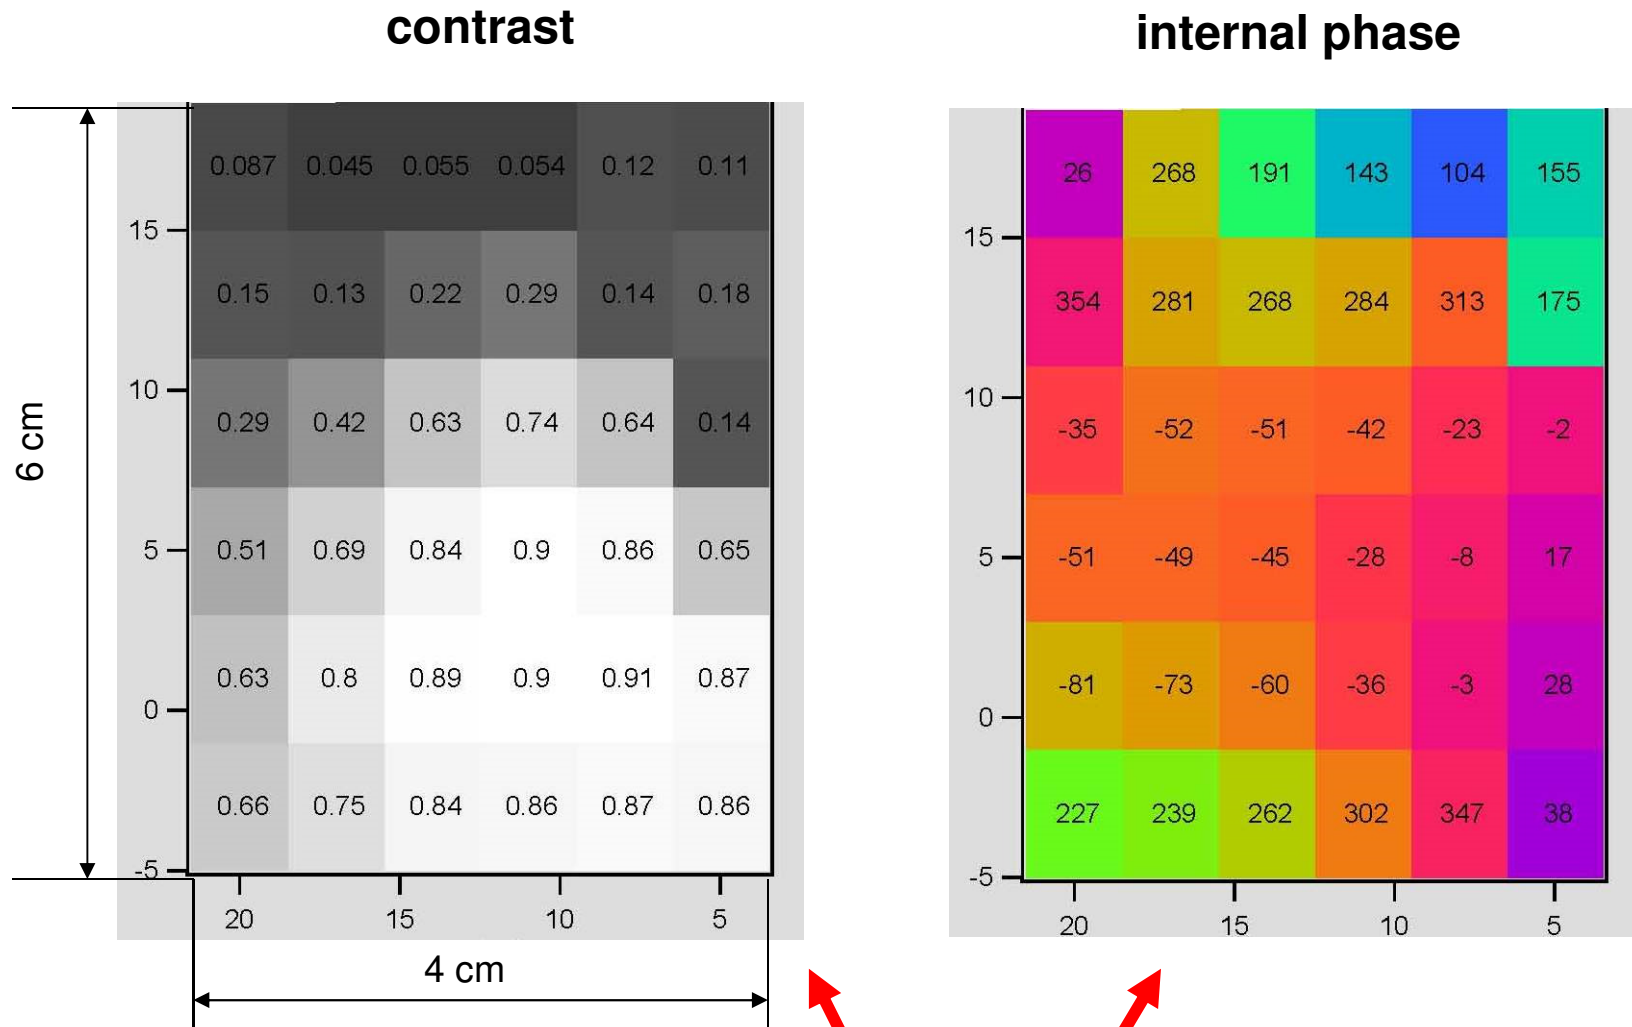 contrast
internal phase
0.087 0.045 0.055 0.054 0.12 0.11
15
0.15 0.13 0.22 0.29 0.14 0.18
10
0.29 0.42 0.63 0.74 0.64 0.14
5
0.51 0.69 0.84 0.9 0.86 0.65
0
0.63 0.8 0.89 0.9 0.91 0.87
-5
0.66 0.75 0.84 0.86 0.87 0.86
20 15 10 5
6 cm
4 cm
26 268 191 143 104 155
15
354 281 268 284 313 175
10
-35 -52 -51 -42 -23 -2
5
-51 -49 -45 -28 -8 17
0
-81 -73 -60 -36 -3 28
-5
227 239 262 302 347 38
20 15 10 5